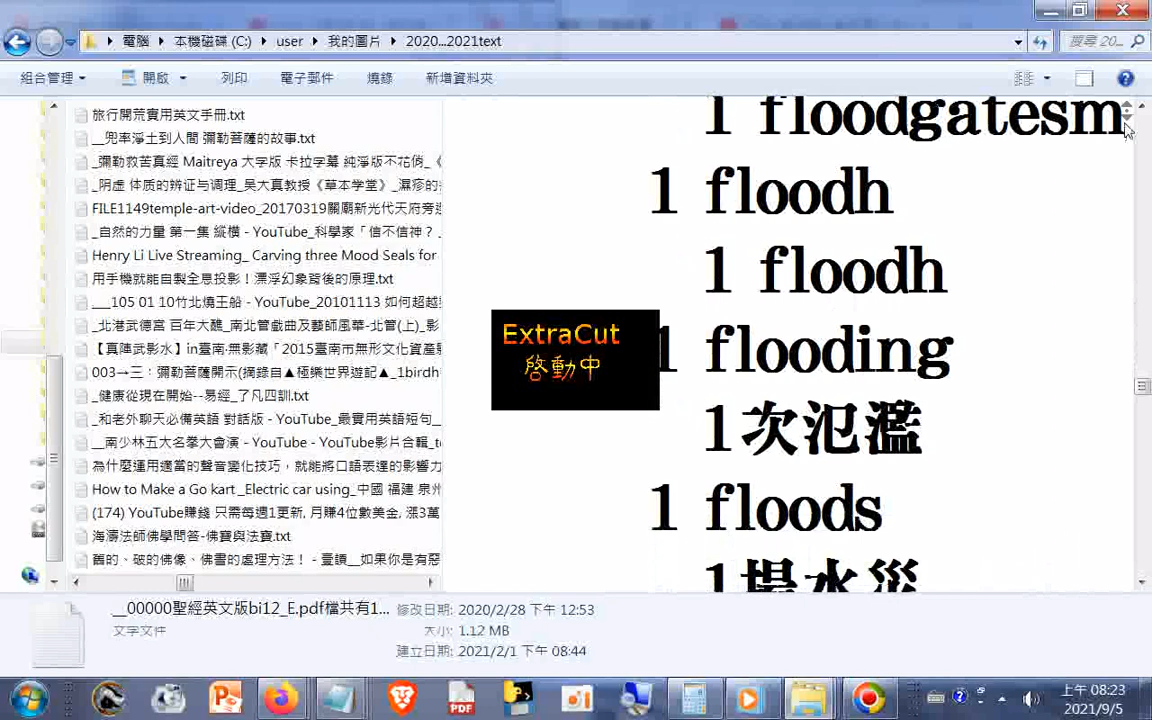 電腦 ▸ 本機磁碟 (C:) ▸ user ▸ 我的圖片 ▸ 2020...2021text
搜尋 20...
組合管理 開啟 列印 電子郵件 燒錄 新增資料夾
旅行開荒實用英文手冊.txt
__兜率淨土到人間 彌勒菩薩的故事.txt
_彌勒救苦真經 Maitreya 大字版 卡拉字幕 純淨版不花俏_《
_阴虚 体质的辨证与调理_吴大真教授《草本学堂》_濕疹的
FILE1149temple-art-video_20170319關廟新光代天府旁
_自然的力量 第一集 縱橫 - YouTube_科學家「信不信神？
Henry Li Live Streaming_ Carving three Mood Seals for
用手機就能自製全息投影！漂浮幻象背後的原理.txt
___105 01 10竹北燒王船 - YouTube_20101113 如何超越
_北港武德宮 百年大醮_南北管戲曲及藝師風華-北管(上)_影
【真陣武影水】in臺南·無影藏「2015臺南市無形文化資產
003→三：彌勒菩薩開示(摘錄自▲極樂世界遊記▲_1birdh
_健康從現在開始--易經_了凡四訓.txt
_和老外聊天必備英語 對話版 - YouTube_最實用英語短句_
__南少林五大名拳大會演 - YouTube - YouTube影片合輯_t
為什麼運用適當的聲音變化技巧，就能將口語表達的影響力
How to Make a Go kart _Electric car using_中國 福建 泉州
(174) YouTube賺錢 只需每週1更新, 月賺4位數美金, 漲3萬
海濤法師佛學問答-佛寶與法寶.txt
舊的、破的佛像、佛書的處理方法！ - 壹讀__如果你是有惡
1 floodgatesm
1 floodh
1 floodh
1 flooding
1次氾濫
1 floods
1場水災
ExtraCut
啓動中
__00000聖經英文版bi12_E.pdf檔共有1... 修改日期: 2020/2/28 下午 12:53
文字文件 大小: 1.12 MB
建立日期: 2021/2/1 下午 08:44
PDF
上午 08:23
2021/9/5